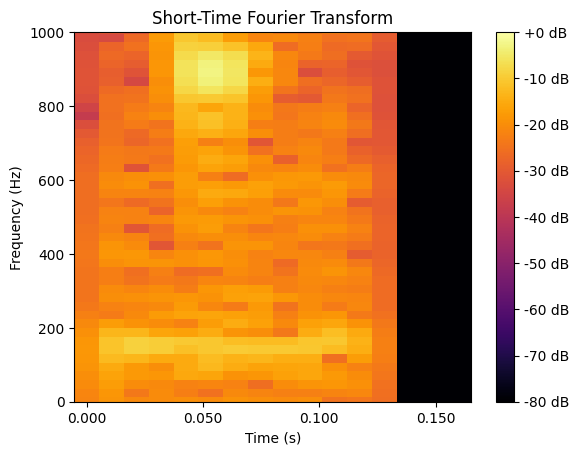 Short-Time Fourier Transform
1000
800
600
400
200
0
Frequency (Hz)
0.000
0.050
0.100
0.150
Time (s)
+0 dB
-10 dB
-20 dB
-30 dB
-40 dB
-50 dB
-60 dB
-70 dB
-80 dB